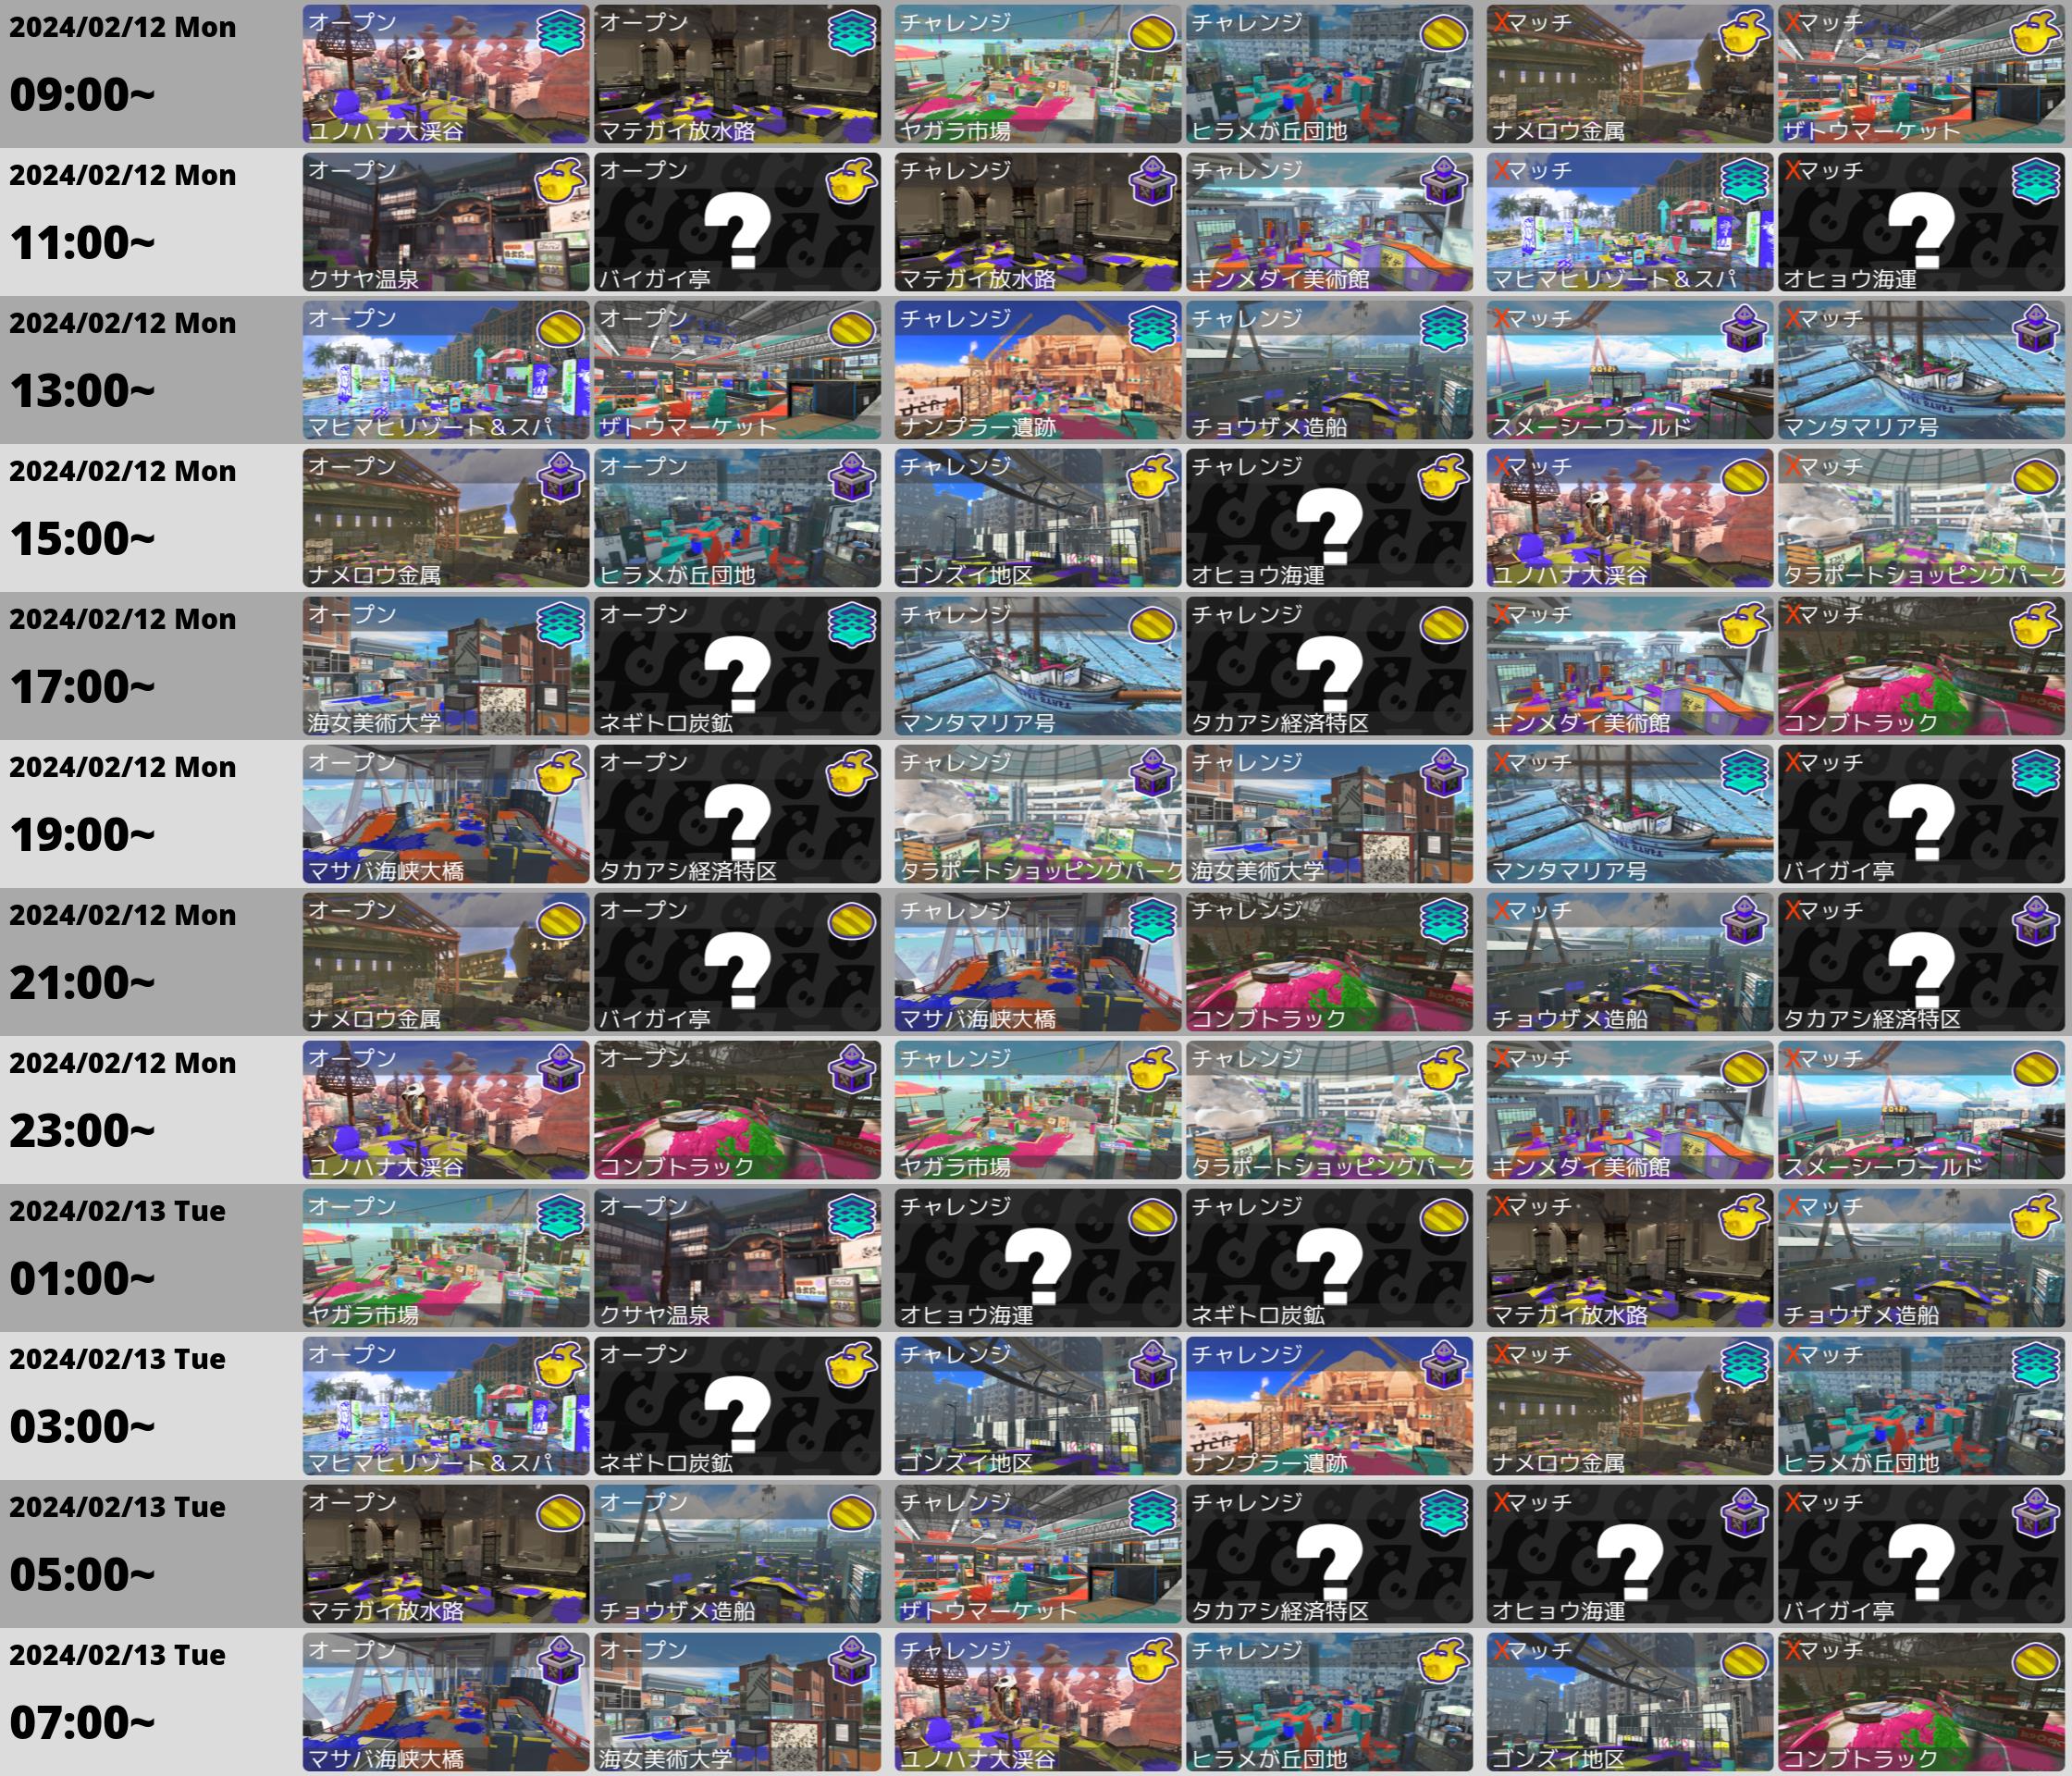 2024/02/12 Mon
09:00~
オープン オープン チャレンジ チャレンジ Xマッチ Xマッチ
ユノハナ大渓谷 マテガイ放水路 ヤガラ市場 ヒラメが丘団地 ナメロウ金属 ザトウマーケット
2024/02/12 Mon
11:00~
オープン オープン チャレンジ チャレンジ Xマッチ Xマッチ
クサヤ温泉 バイガイ亭 マテガイ放水路 キンメダイ美術館 マヒマヒリゾート＆スパ オヒョウ海運
2024/02/12 Mon
13:00~
オープン オープン チャレンジ チャレンジ Xマッチ Xマッチ
マヒマヒリゾート＆スパ ザトウマーケット ナンプラー遺跡 チョウザメ造船 スメーシーワールド マンタマリア号
2024/02/12 Mon
15:00~
オープン オープン チャレンジ チャレンジ Xマッチ Xマッチ
ナメロウ金属 ヒラメが丘団地 ゴンズイ地区 オヒョウ海運 ユノハナ大渓谷 タラポートショッピングパーク
2024/02/12 Mon
17:00~
オープン オープン チャレンジ チャレンジ Xマッチ Xマッチ
海女美術大学 ネギトロ炭鉱 マンタマリア号 タカアシ経済特区 キンメダイ美術館 コンブトラック
2024/02/12 Mon
19:00~
オープン オープン チャレンジ チャレンジ Xマッチ Xマッチ
マサバ海峡大橋 タカアシ経済特区 タラポートショッピングパーク 海女美術大学 マンタマリア号 バイガイ亭
2024/02/12 Mon
21:00~
オープン オープン チャレンジ チャレンジ Xマッチ Xマッチ
ナメロウ金属 バイガイ亭 マサバ海峡大橋 コンブトラック チョウザメ造船 タカアシ経済特区
2024/02/12 Mon
23:00~
オープン オープン チャレンジ チャレンジ Xマッチ Xマッチ
ユノハナ大渓谷 コンブトラック ヤガラ市場 タラポートショッピングパーク キンメダイ美術館 スメーシーワールド
2024/02/13 Tue
01:00~
オープン オープン チャレンジ チャレンジ Xマッチ Xマッチ
ヤガラ市場 クサヤ温泉 オヒョウ海運 ネギトロ炭鉱 マテガイ放水路 チョウザメ造船
2024/02/13 Tue
03:00~
オープン オープン チャレンジ チャレンジ Xマッチ Xマッチ
マヒマヒリゾート＆スパ ネギトロ炭鉱 ゴンズイ地区 ナンプラー遺跡 ナメロウ金属 ヒラメが丘団地
2024/02/13 Tue
05:00~
オープン オープン チャレンジ チャレンジ Xマッチ Xマッチ
マテガイ放水路 チョウザメ造船 ザトウマーケット タカアシ経済特区 オヒョウ海運 バイガイ亭
2024/02/13 Tue
07:00~
オープン オープン チャレンジ チャレンジ Xマッチ Xマッチ
マサバ海峡大橋 海女美術大学 ユノハナ大渓谷 ヒラメが丘団地 ゴンズイ地区 コンブトラック